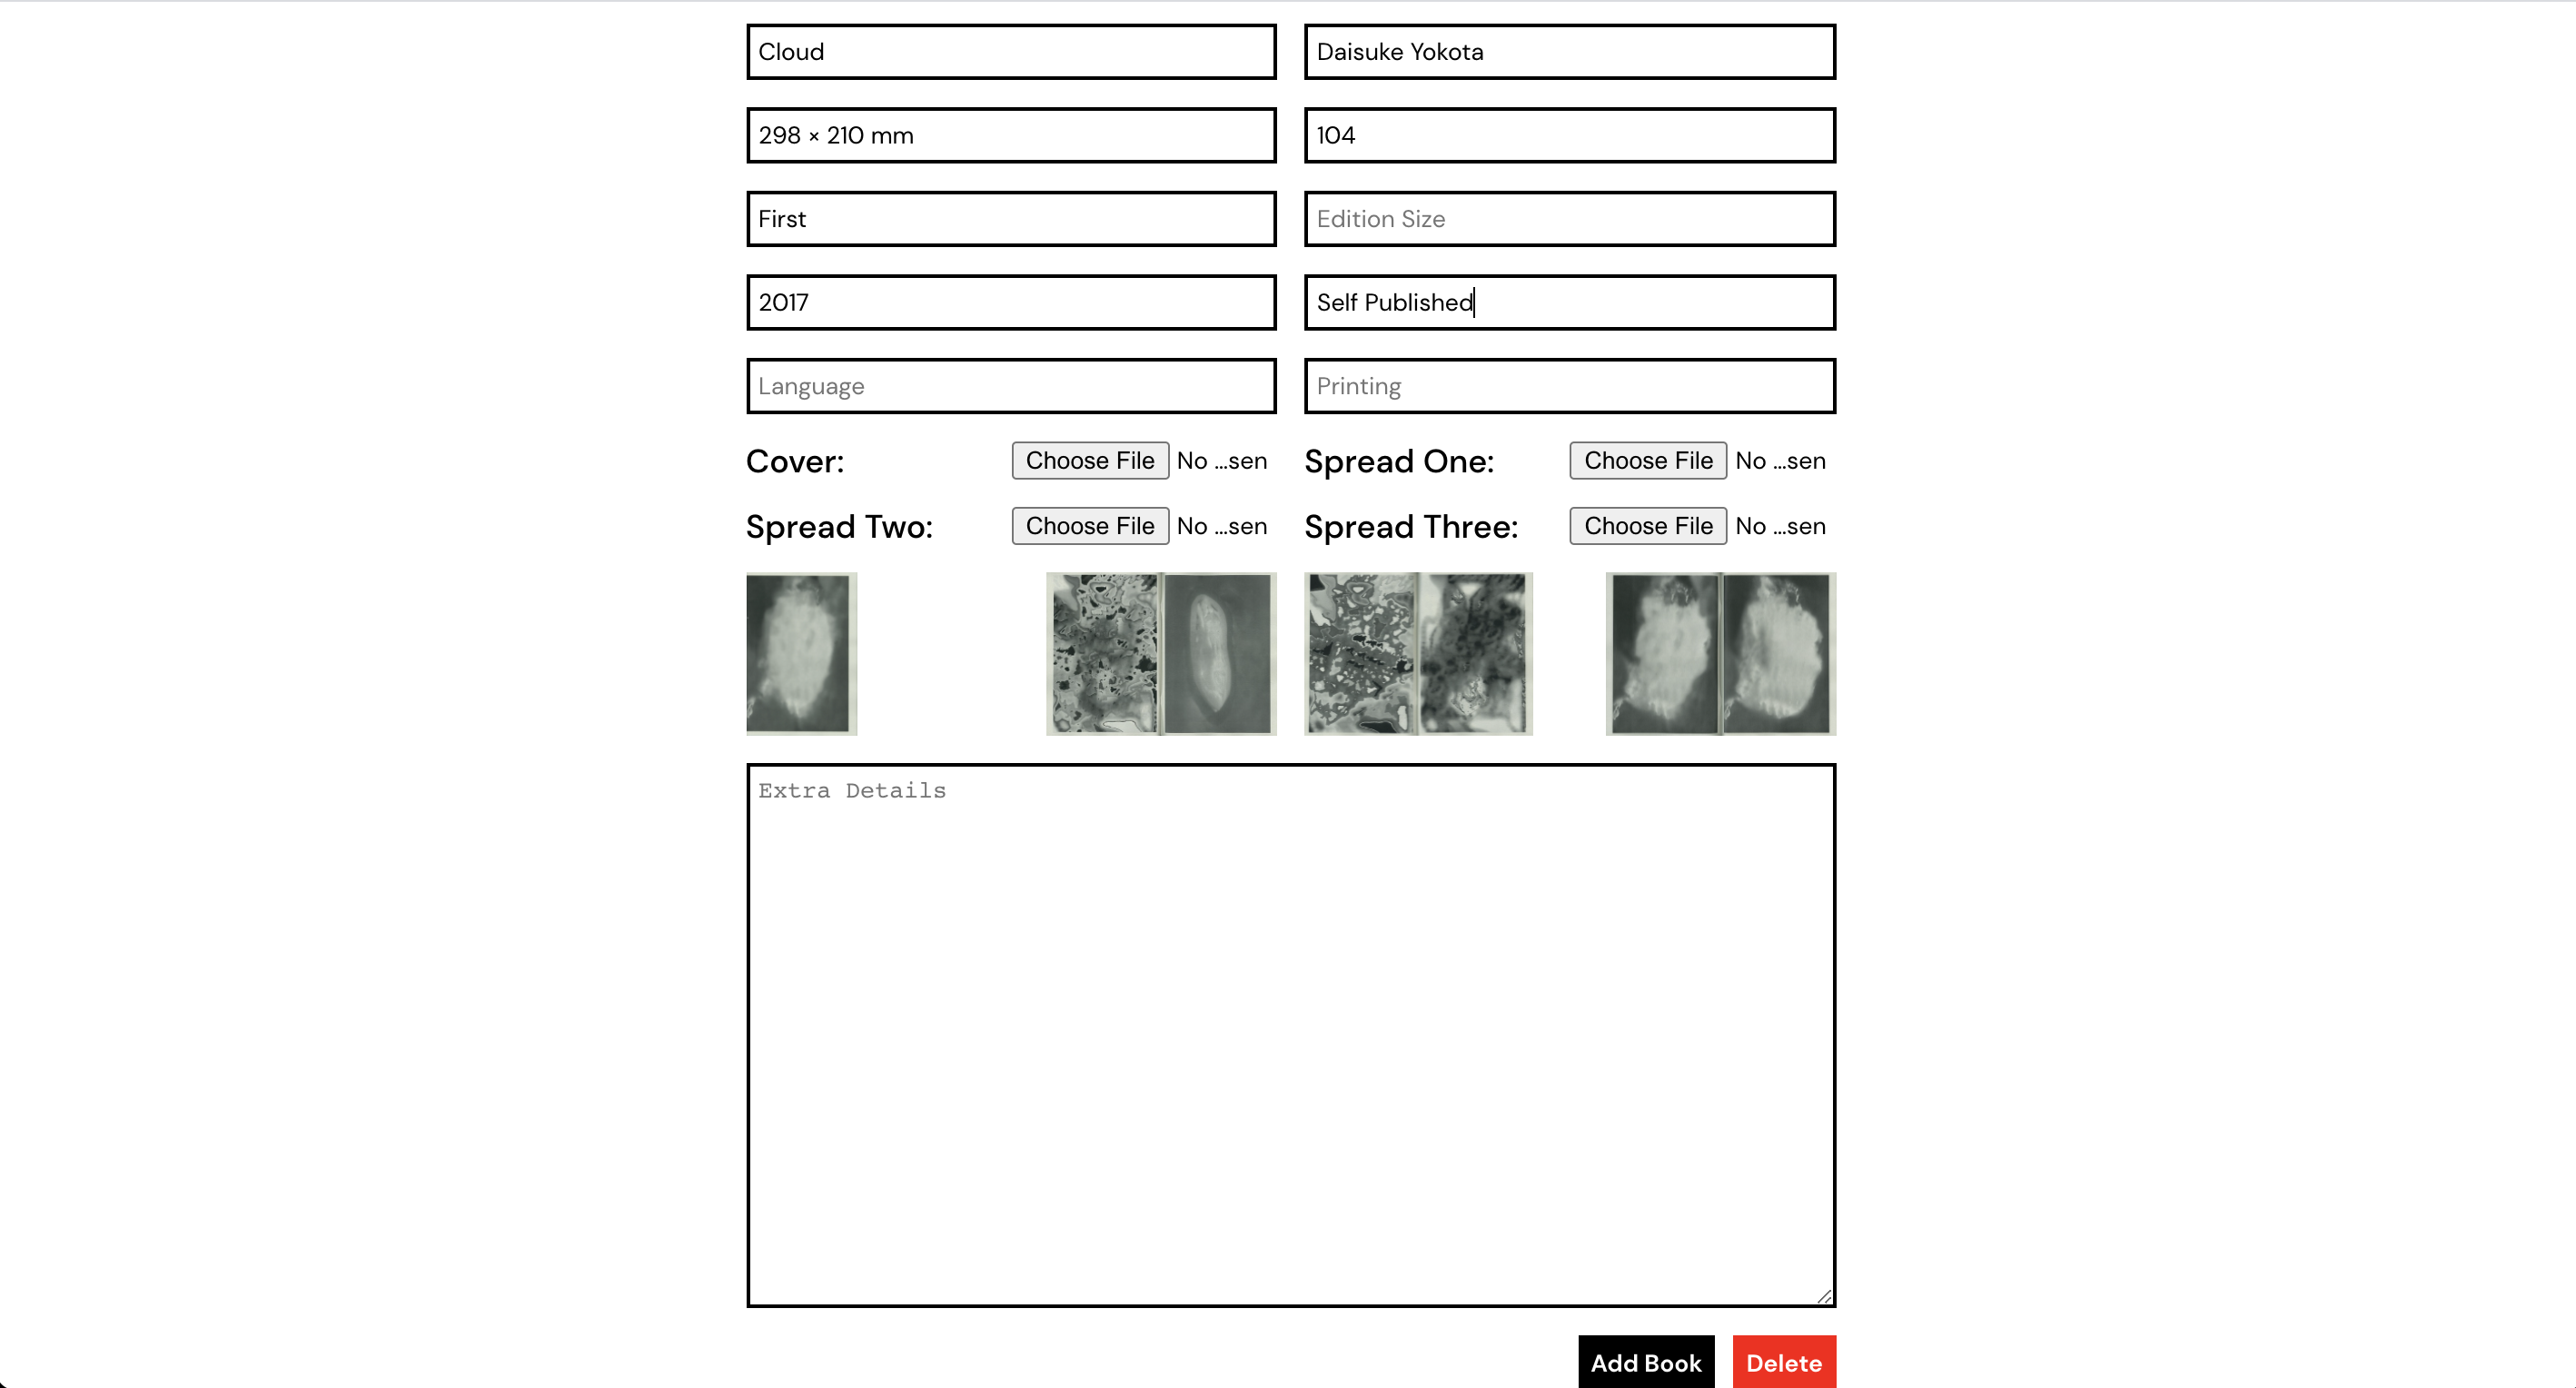 Cloud
Daisuke Yokota
298 × 210 mm
104
First
Edition Size
2017
Self Published
Language
Printing
Cover: Choose File No ...sen
Spread One: Choose File No ...sen
Spread Two: Choose File No ...sen
Spread Three: Choose File No ...sen
Extra Details
Add Book
Delete